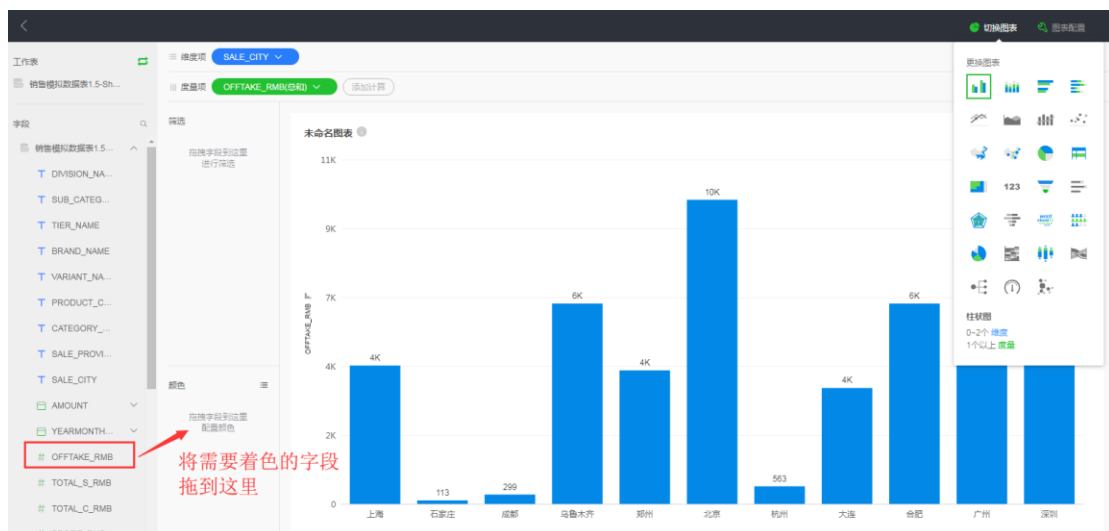 切换图表
图表配置
工作表
销售模拟数据表1.5-Sh...
维度项
SALE_CITY
度量项
OFFTAKE_RMB(总和)
添加计算
字段
销售模拟数据表1.5...
T DIVISION_NA...
T SUB_CATEG...
T TIER_NAME
T BRAND_NAME
T VARIANT_NA...
T PRODUCT_C...
T CATEGORY_...
T SALE_PROVI...
T SALE_CITY
AMOUNT
YEARMONTH...
# OFFTAKE_RMB
# TOTAL_S_RMB
# TOTAL_C_RMB
筛选
拖拽字段到这里
进行筛选
颜色
拖拽字段到这里
配置颜色
将需要着色的字段
拖到这里
未命名图表
11K
9K
7K
4K
2K
0
OFFTAKE_RMB
4K
113
299
6K
4K
10K
563
4K
6K
上海
石家庄
成都
乌鲁木齐
郑州
北京
杭州
大连
合肥
广州
深圳
更换图表
123
柱状图
0~2个 维度
1个以上 度量